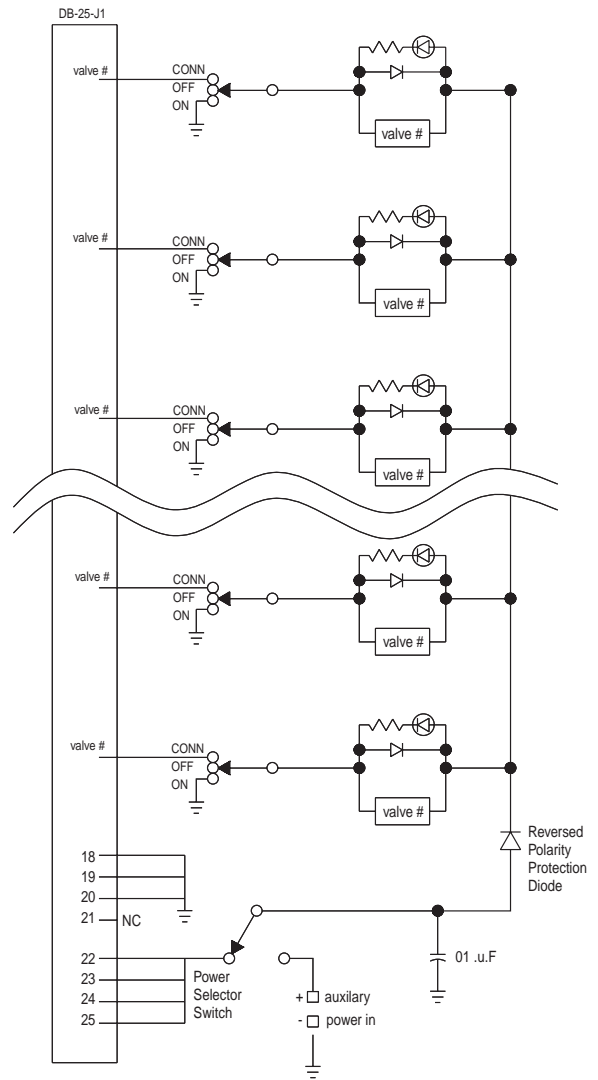 DB-25-J1
valve #
CONN
OFF
ON
valve #
valve #
CONN
OFF
ON
valve #
valve #
CONN
OFF
ON
valve #
valve #
CONN
OFF
ON
valve #
valve #
CONN
OFF
ON
valve #
Reversed
Polarity
Protection
Diode
18
19
20
21
NC
22
23
24
25
Power
Selector
Switch
+ auxilary
- power in
01 .u.F